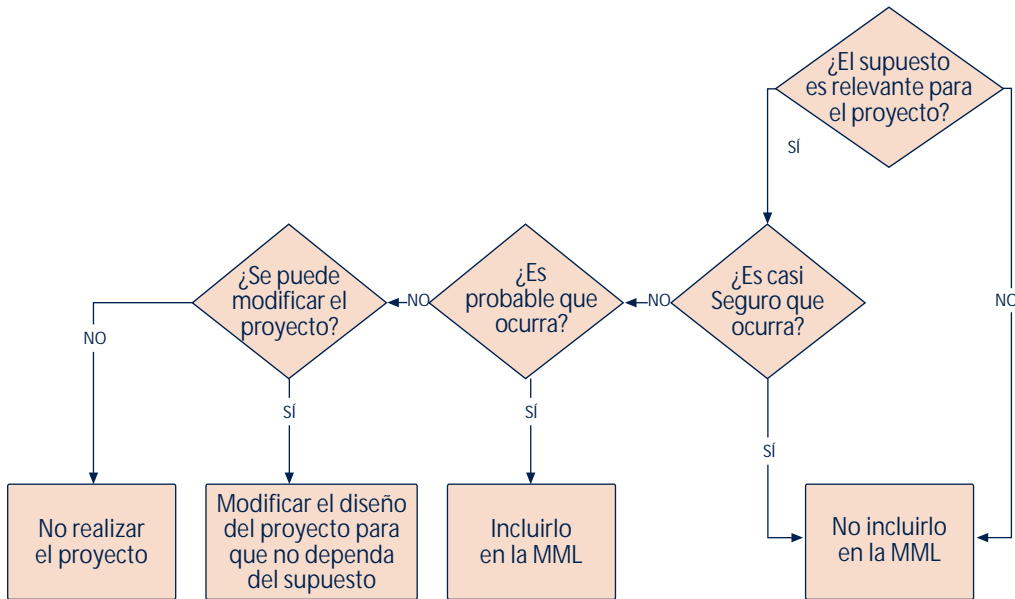 ¿El supuesto
es relevante para
el proyecto?
SÍ
NO
¿Se puede
modificar el
proyecto?
NO
¿Es
probable que
ocurra?
NO
¿Es casi
Seguro que
ocurra?
NO
SÍ
SÍ
SÍ
No realizar
el proyecto
Modificar el diseño
del proyecto para
que no dependa
del supuesto
Incluirlo
en la MML
No incluirlo
en la MML